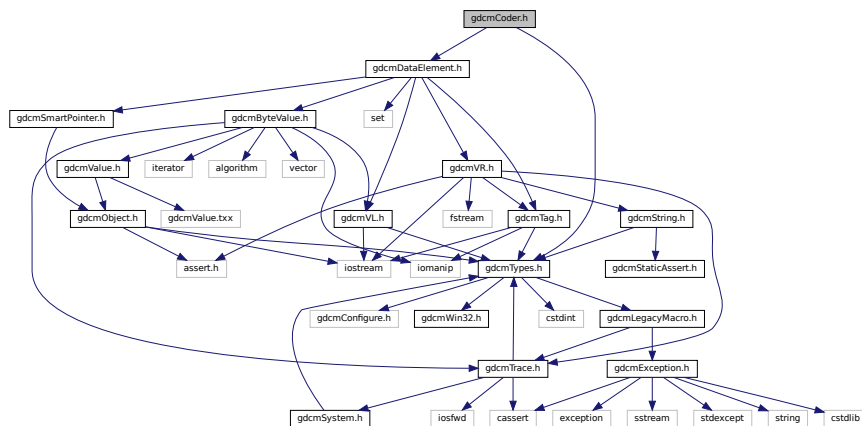 gdcmCoder.h
gdcmDataElement.h
gdcmSmartPointer.h
gdcmByteValue.h
set
gdcmValue.h
iterator
algorithm
vector
gdcmVR.h
gdcmObject.h
gdcmValue.txx
gdcmVL.h
fstream
gdcmTag.h
gdcmString.h
assert.h
iostream
iomanip
gdcmTypes.h
gdcmStaticAssert.h
gdcmConfigure.h
gdcmWin32.h
cstdint
gdcmLegacyMacro.h
gdcmTrace.h
gdcmException.h
gdcmSystem.h
iosfwd
cassert
exception
sstream
stdexcept
string
cstdlib